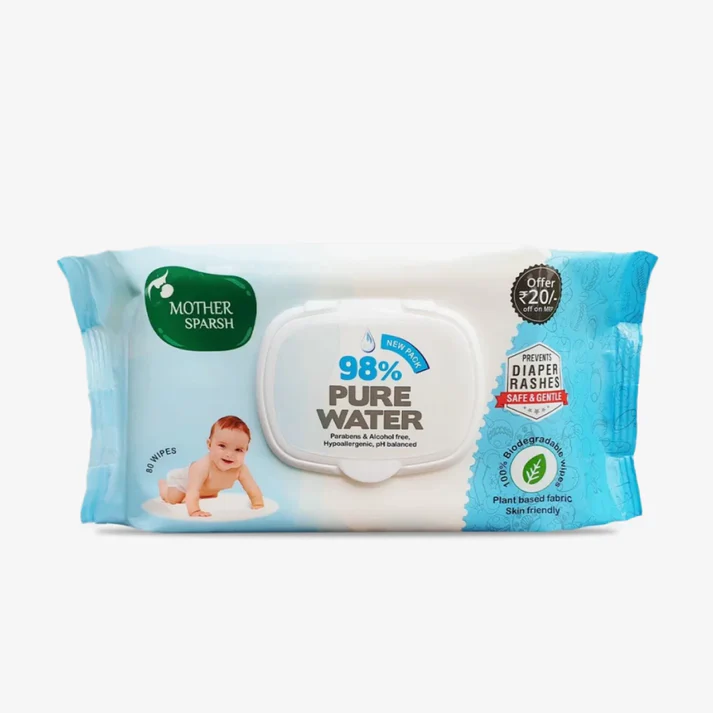 MOTHER
SPARSH
80 WIPES
NEW PACK
98%
PURE
WATER
Parabens & Alcohol free,
Hypoallergenic, pH balanced
Offer
₹20/-
off on MRP
PREVENTS
DIAPER
RASHES
SAFE & GENTLE
100% Biodegradable wipes
Plant based fabric
Skin friendly